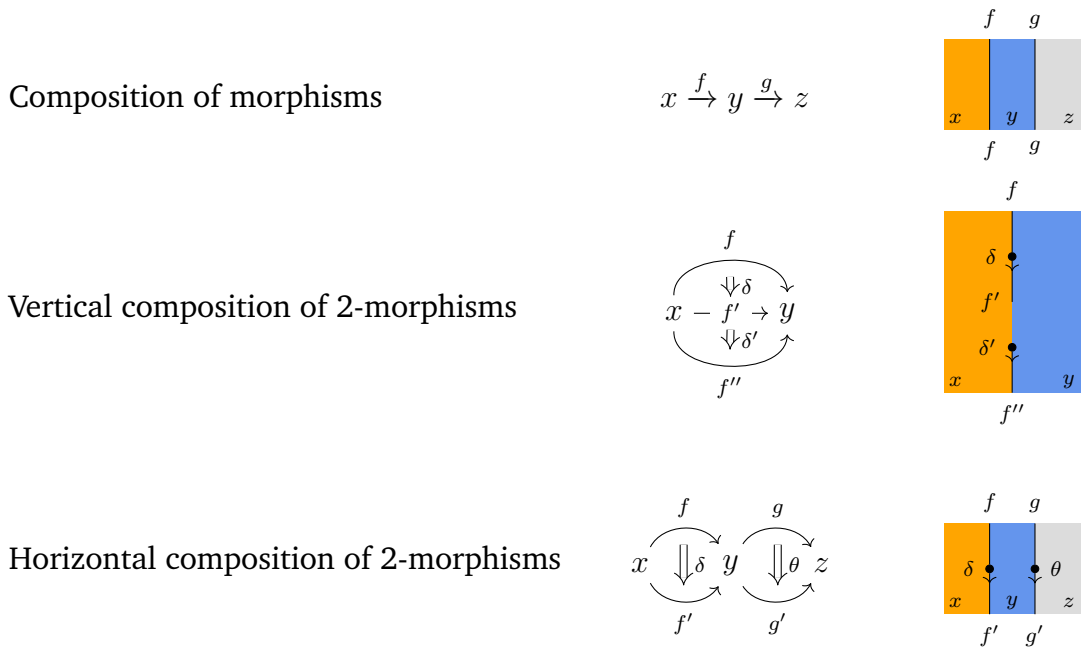 f g
Composition of morphisms x f→ y g→ z x y z
f g
f
f δ
δ f′
Vertical composition of 2-morphisms x − f′ → y
δ′ δ′
x y
f″ f″
f g f g
Horizontal composition of 2-morphisms x δ y θ z δ θ
x y z
f′ g′ f′ g′